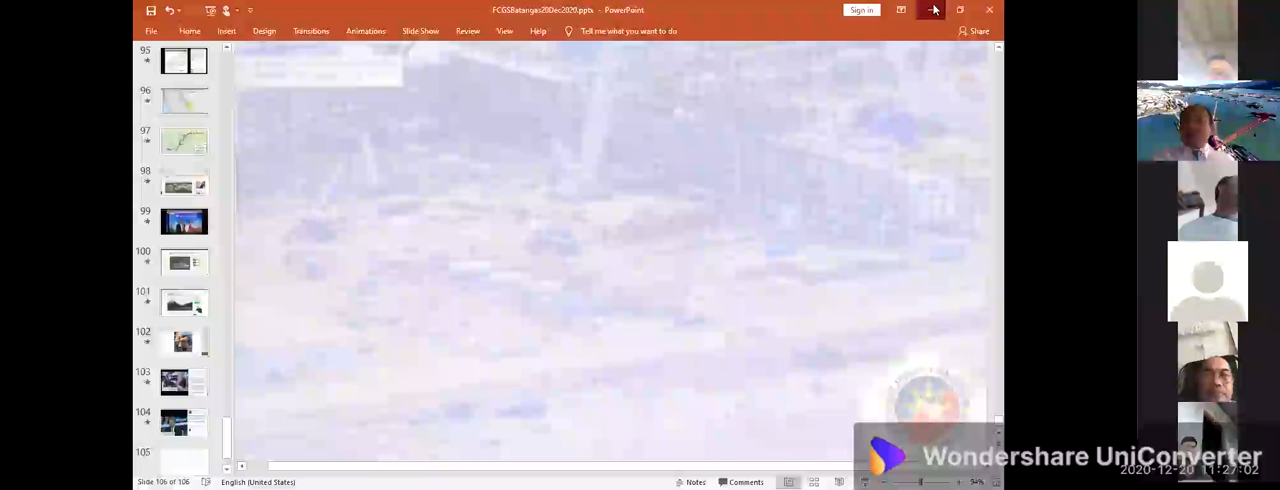 FCGSBatangas20Dec2020.pptx - PowerPoint
Sign in
File Home Insert Design Transitions Animations Slide Show Review View Help Tell me what you want to do
Share
95
96
97
98
99
100
101
102
103
104
105
Slide 106 of 106 English (United States) Notes Comments 94%
Wondershare UniConverter
2020-12-20 11:27:02